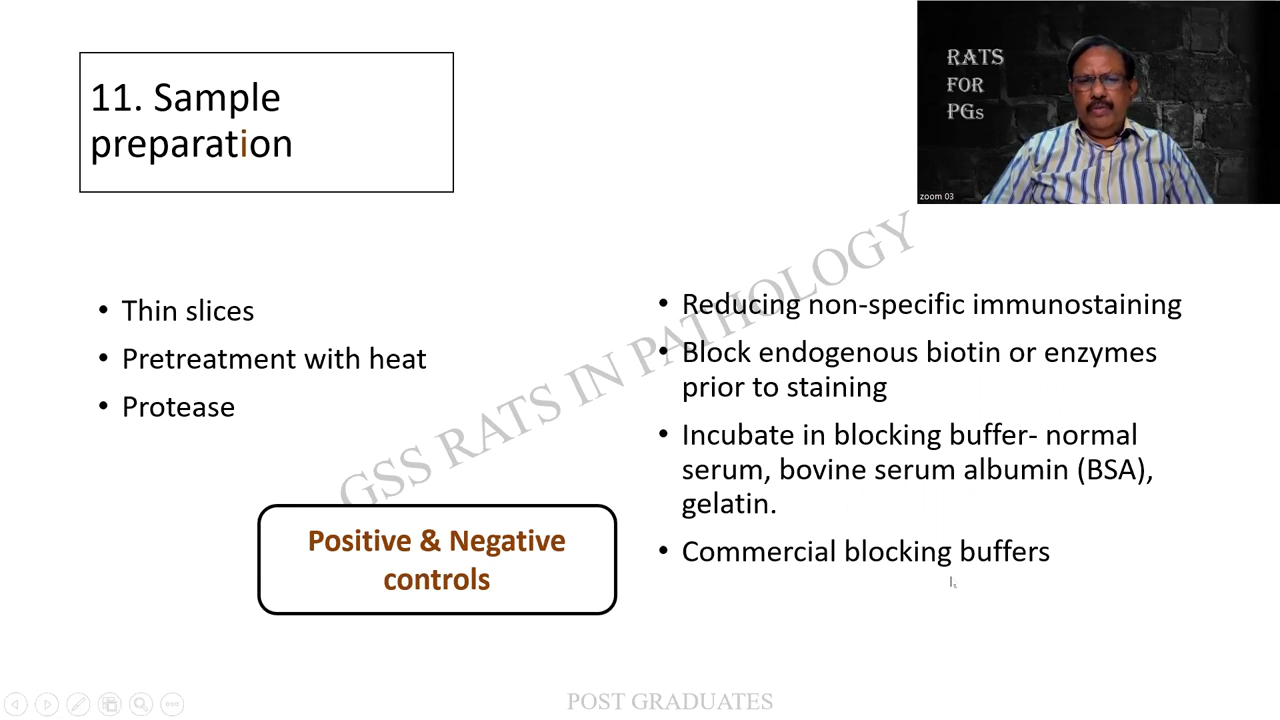 11. Sample
preparation
RATS
FOR
PGs
zoom 03
• Thin slices
• Pretreatment with heat
• Protease
Positive & Negative
controls
• Reducing non-specific immunostaining
• Block endogenous biotin or enzymes
prior to staining
• Incubate in blocking buffer- normal
serum, bovine serum albumin (BSA),
gelatin.
• Commercial blocking buffers
GSS RATS IN PATHOLOGY
POST GRADUATES